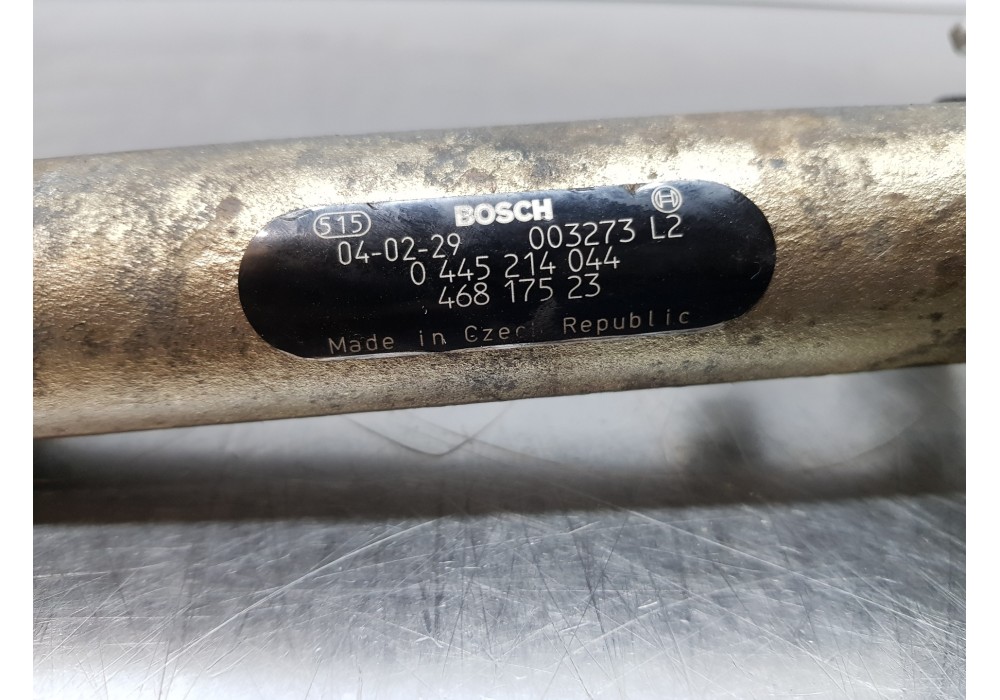 515 BOSCH H
04-02-29 003273 L2
0 445 214 044
468 175 23
Made in Czech Republic